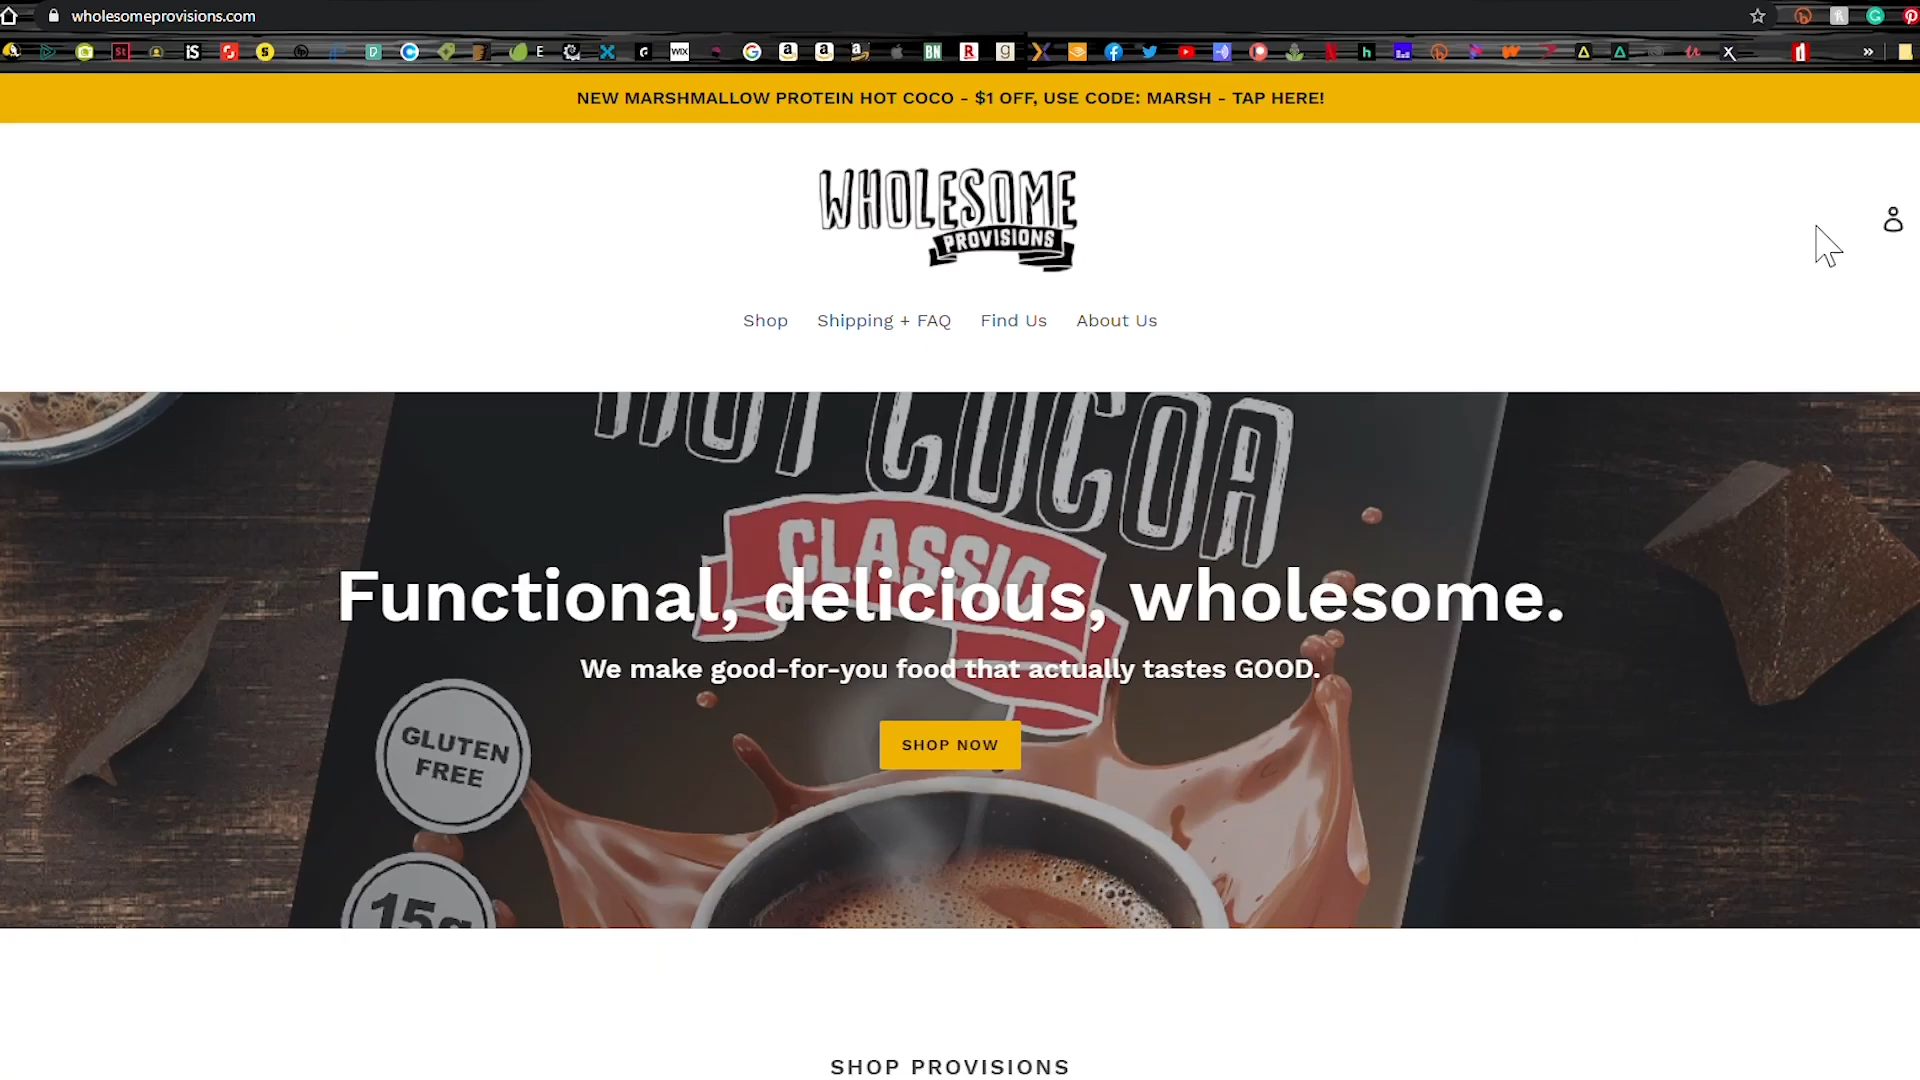 wholesomeprovisions.com
NEW MARSHMALLOW PROTEIN HOT COCO - $1 OFF, USE CODE: MARSH - TAP HERE!
WHOLESOME
PROVISIONS
Shop Shipping + FAQ Find Us About Us
HOT COCOA
CLASSIC
Functional, delicious, wholesome.
We make good-for-you food that actually tastes GOOD.
SHOP NOW
GLUTEN
FREE
15g
SHOP PROVISIONS